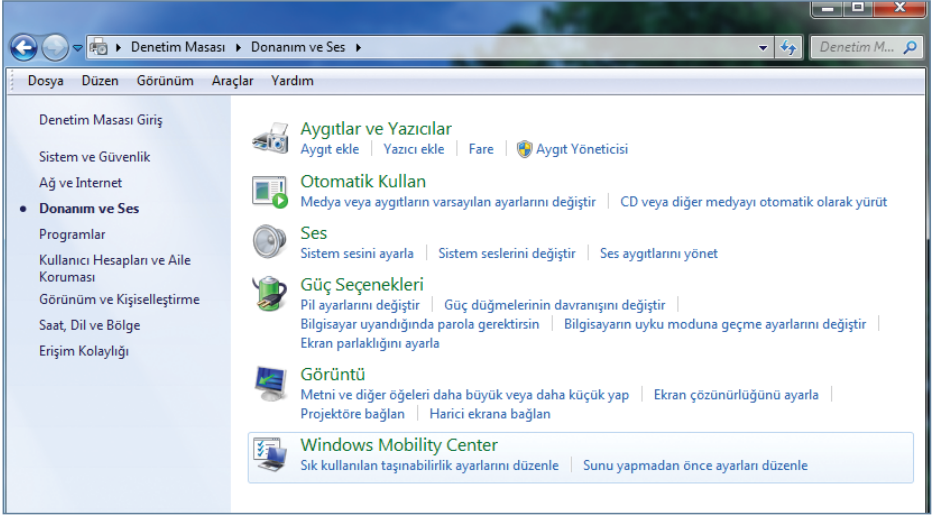 Denetim Masası Donanım ve Ses Denetim M...
Dosya Düzen Görünüm Araçlar Yardım
Denetim Masası Giriş
Sistem ve Güvenlik
Ağ ve Internet
Donanım ve Ses
Programlar
Kullanıcı Hesapları ve Aile
Koruması
Görünüm ve Kişiselleştirme
Saat, Dil ve Bölge
Erişim Kolaylığı
Aygıtlar ve Yazıcılar
Aygıt ekle Yazıcı ekle Fare Aygıt Yöneticisi
Otomatik Kullan
Medya veya aygıtların varsayılan ayarlarını değiştir CD veya diğer medyayı otomatik olarak yürüt
Ses
Sistem sesini ayarla Sistem seslerini değiştir Ses aygıtlarını yönet
Güç Seçenekleri
Pil ayarlarını değiştir Güç düğmelerinin davranışını değiştir
Bilgisayar uyandığında parola gerektirsin Bilgisayarın uyku moduna geçme ayarlarını değiştir
Ekran parlaklığını ayarla
Görüntü
Metni ve diğer öğeleri daha büyük veya daha küçük yap Ekran çözünürlüğünü ayarla
Projektöre bağlan Harici ekrana bağlan
Windows Mobility Center
Sık kullanılan taşınabilirlik ayarlarını düzenle Sunu yapmadan önce ayarları düzenle